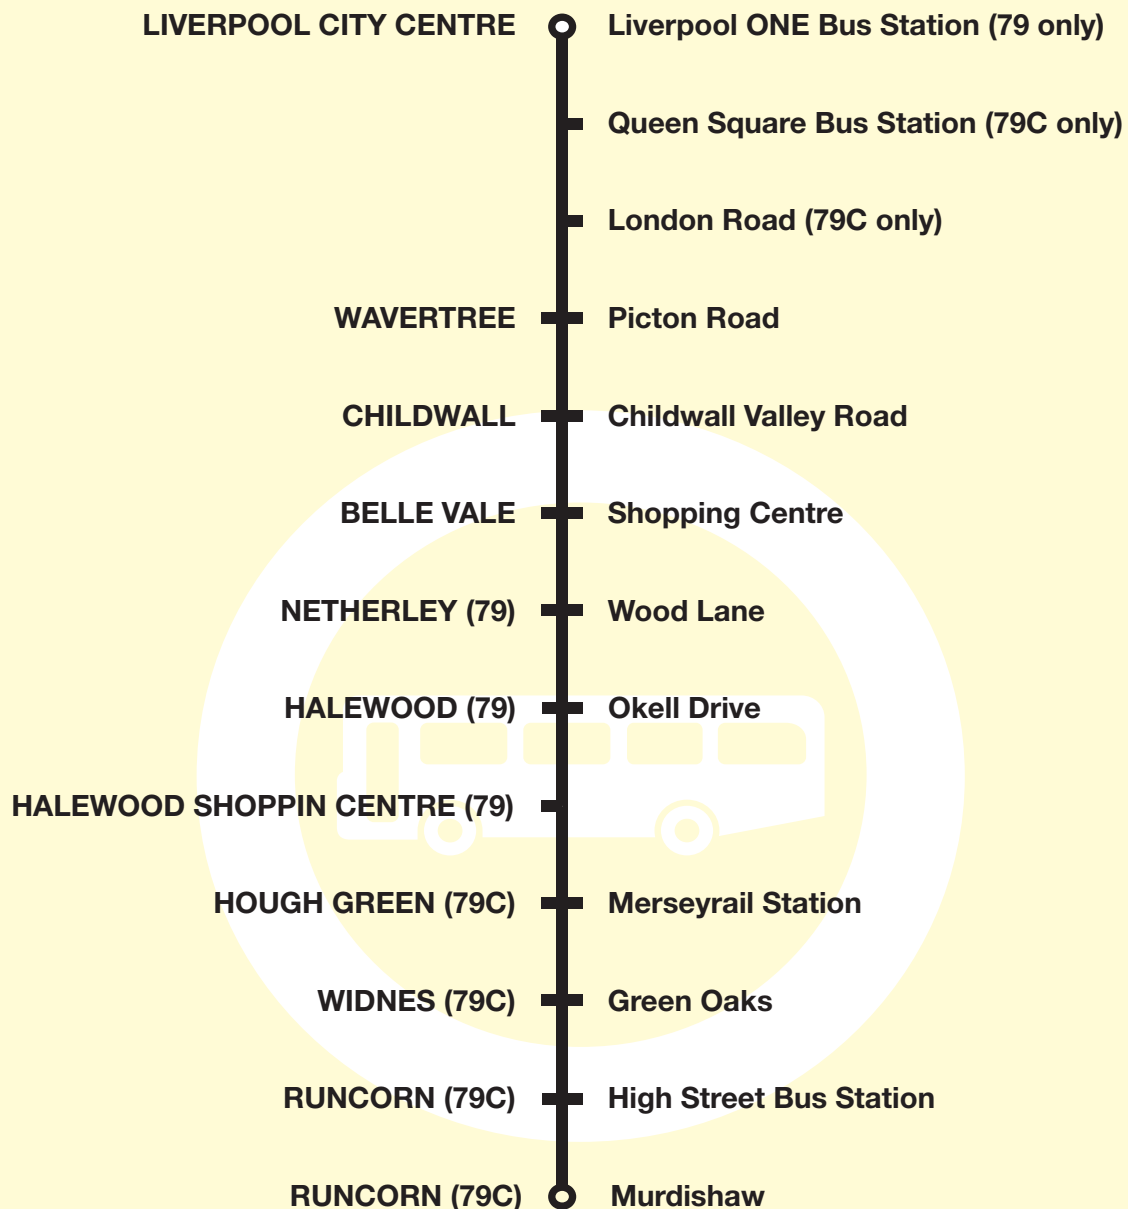 LIVERPOOL CITY CENTRE Liverpool ONE Bus Station (79 only)
Queen Square Bus Station (79C only)
London Road (79C only)
WAVERTREE Picton Road
CHILDWALL Childwall Valley Road
BELLE VALE Shopping Centre
NETHERLEY (79) Wood Lane
HALEWOOD (79) Okell Drive
HALEWOOD SHOPPIN CENTRE (79)
HOUGH GREEN (79C) Merseyrail Station
WIDNES (79C) Green Oaks
RUNCORN (79C) High Street Bus Station
RUNCORN (79C) Murdishaw